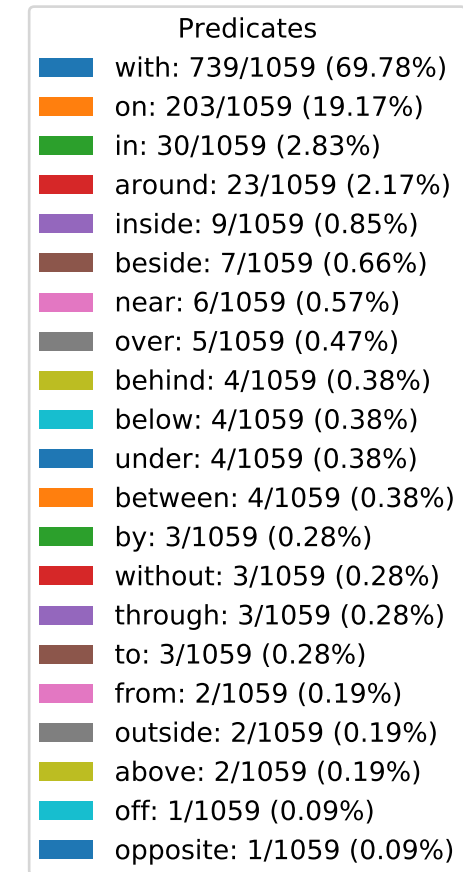 Predicates
with: 739/1059 (69.78%)
on: 203/1059 (19.17%)
in: 30/1059 (2.83%)
around: 23/1059 (2.17%)
inside: 9/1059 (0.85%)
beside: 7/1059 (0.66%)
near: 6/1059 (0.57%)
over: 5/1059 (0.47%)
behind: 4/1059 (0.38%)
below: 4/1059 (0.38%)
under: 4/1059 (0.38%)
between: 4/1059 (0.38%)
by: 3/1059 (0.28%)
without: 3/1059 (0.28%)
through: 3/1059 (0.28%)
to: 3/1059 (0.28%)
from: 2/1059 (0.19%)
outside: 2/1059 (0.19%)
above: 2/1059 (0.19%)
off: 1/1059 (0.09%)
opposite: 1/1059 (0.09%)